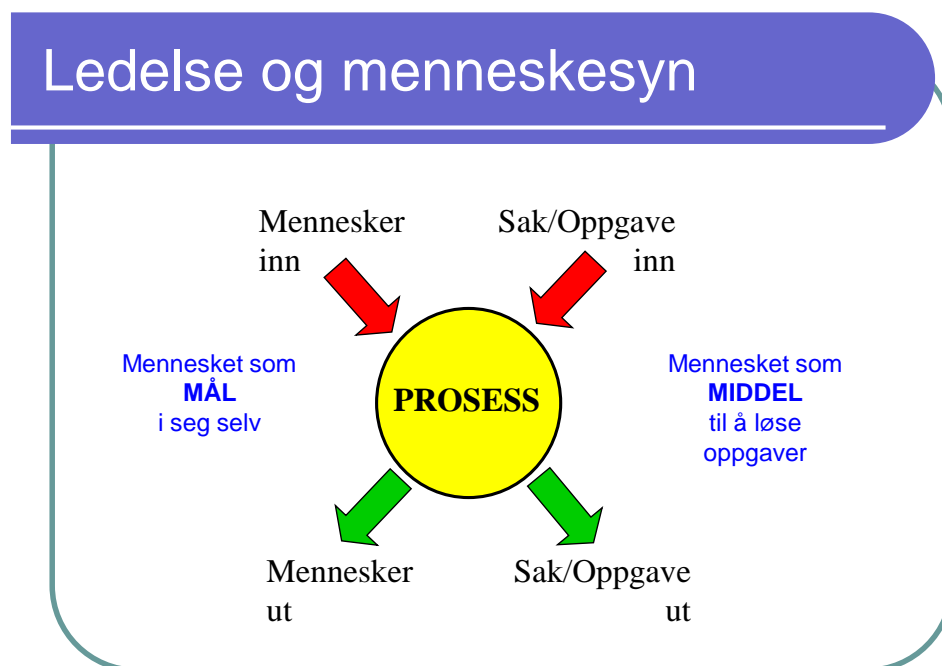 Ledelse og menneskesyn
Mennesker
inn
Sak/Oppgave
inn
Mennesket som
MÅL
i seg selv
PROSESS
Mennesket som
MIDDEL
til å løse
oppgaver
Mennesker
ut
Sak/Oppgave
ut